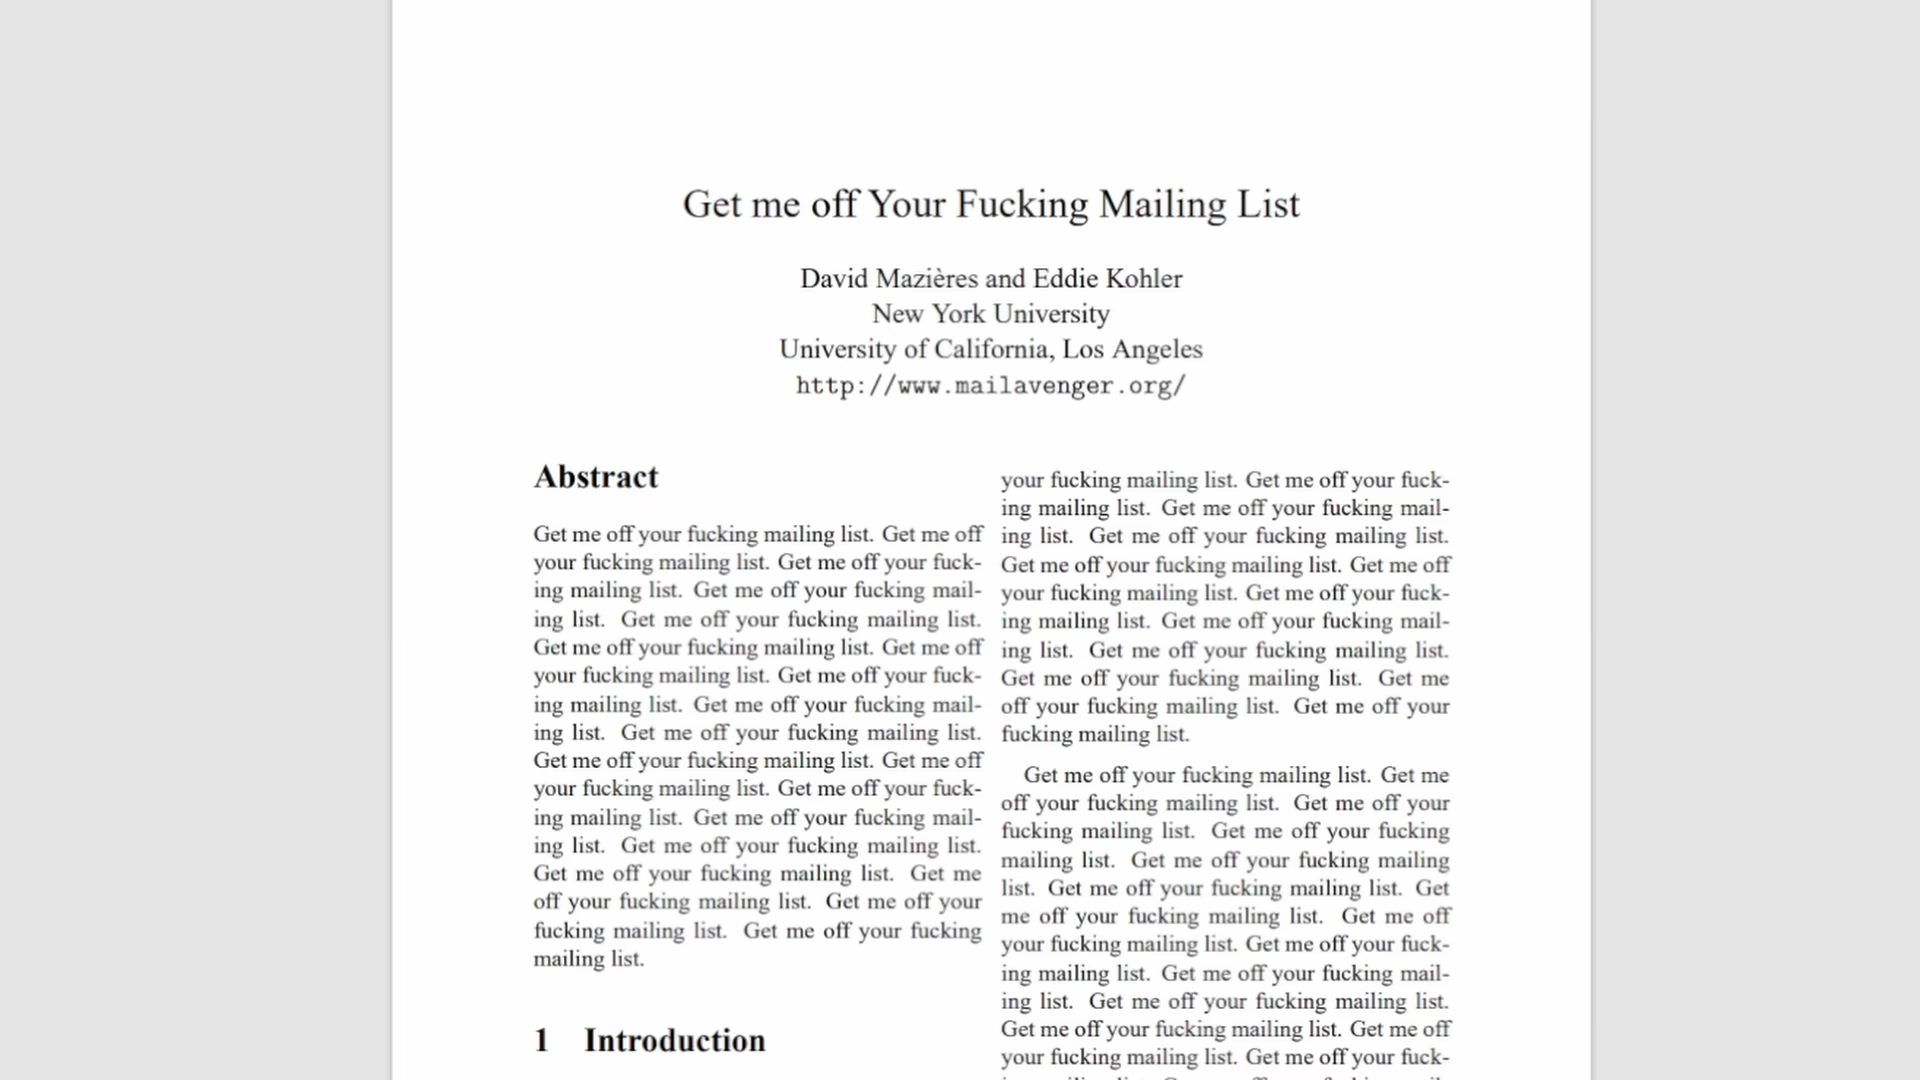 Get me off Your Fucking Mailing List
David Mazières and Eddie Kohler
New York University
University of California, Los Angeles
http://www.mailavenger.org/
Abstract
Get me off your fucking mailing list. Get me off
your fucking mailing list. Get me off your fuck-
ing mailing list. Get me off your fucking mail-
ing list. Get me off your fucking mailing list.
Get me off your fucking mailing list. Get me off
your fucking mailing list. Get me off your fuck-
ing mailing list. Get me off your fucking mail-
ing list. Get me off your fucking mailing list.
Get me off your fucking mailing list. Get me off
your fucking mailing list. Get me off your fuck-
ing mailing list. Get me off your fucking mail-
ing list. Get me off your fucking mailing list.
Get me off your fucking mailing list. Get me
off your fucking mailing list. Get me off your
fucking mailing list. Get me off your fucking
mailing list.
1 Introduction
your fucking mailing list. Get me off your fuck-
ing mailing list. Get me off your fucking mail-
ing list. Get me off your fucking mailing list.
Get me off your fucking mailing list. Get me off
your fucking mailing list. Get me off your fuck-
ing mailing list. Get me off your fucking mail-
ing list. Get me off your fucking mailing list.
Get me off your fucking mailing list. Get me
off your fucking mailing list. Get me off your
fucking mailing list.
Get me off your fucking mailing list. Get me
off your fucking mailing list. Get me off your
fucking mailing list. Get me off your fucking
mailing list. Get me off your fucking mailing
list. Get me off your fucking mailing list. Get
me off your fucking mailing list. Get me off
your fucking mailing list. Get me off your fuck-
ing mailing list. Get me off your fucking mail-
ing list. Get me off your fucking mailing list.
Get me off your fucking mailing list. Get me off
your fucking mailing list. Get me off your fuck-